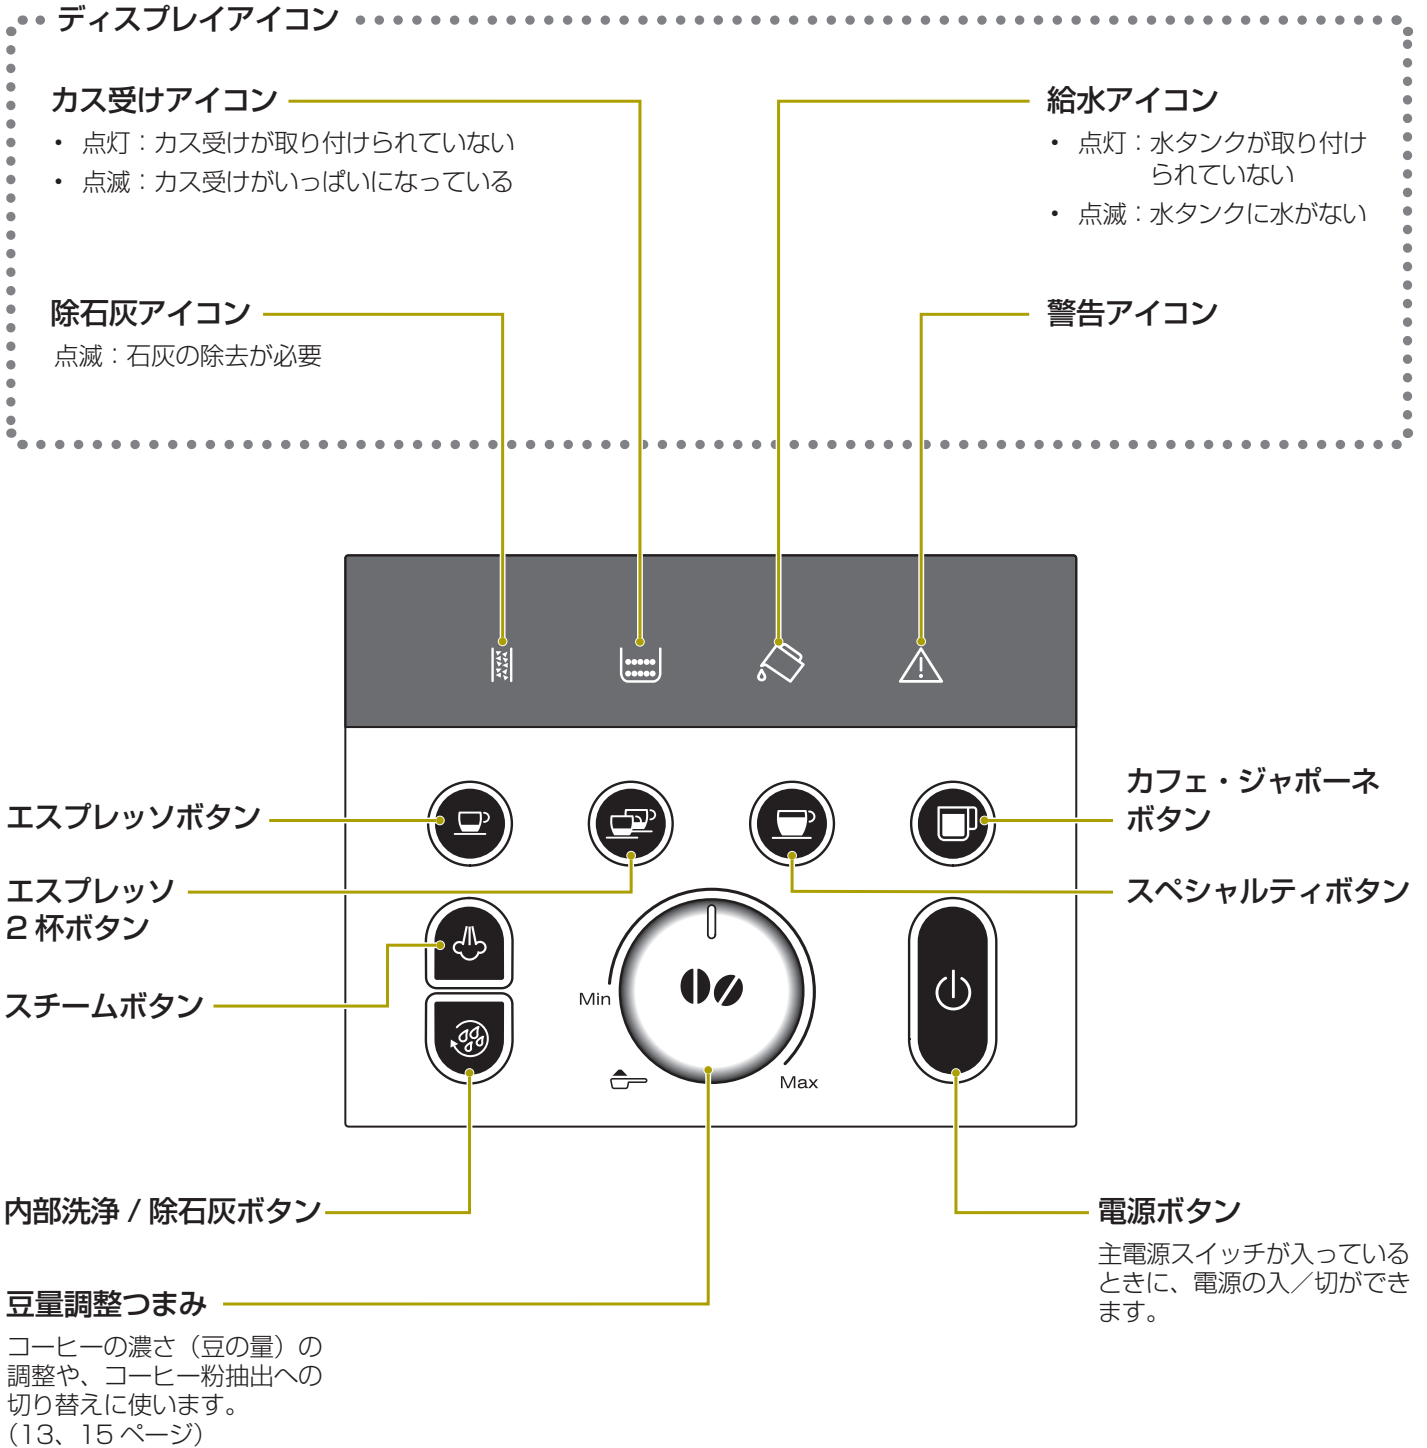 ディスプレイアイコン
カス受けアイコン
・ 点灯：カス受けが取り付けられていない
・ 点滅：カス受けがいっぱいになっている
給水アイコン
・ 点灯：水タンクが取り付け
られていない
・ 点滅：水タンクに水がない
除石灰アイコン
点滅：石灰の除去が必要
警告アイコン
エスプレッソボタン
カフェ・ジャポーネ
ボタン
エスプレッソ
2 杯ボタン
スペシャルティボタン
スチームボタン
Min
Max
内部洗浄 / 除石灰ボタン
電源ボタン
主電源スイッチが入っている
ときに、電源の入／切ができ
ます。
豆量調整つまみ
コーヒーの濃さ（豆の量）の
調整や、コーヒー粉抽出への
切り替えに使います。
（13、15 ページ）